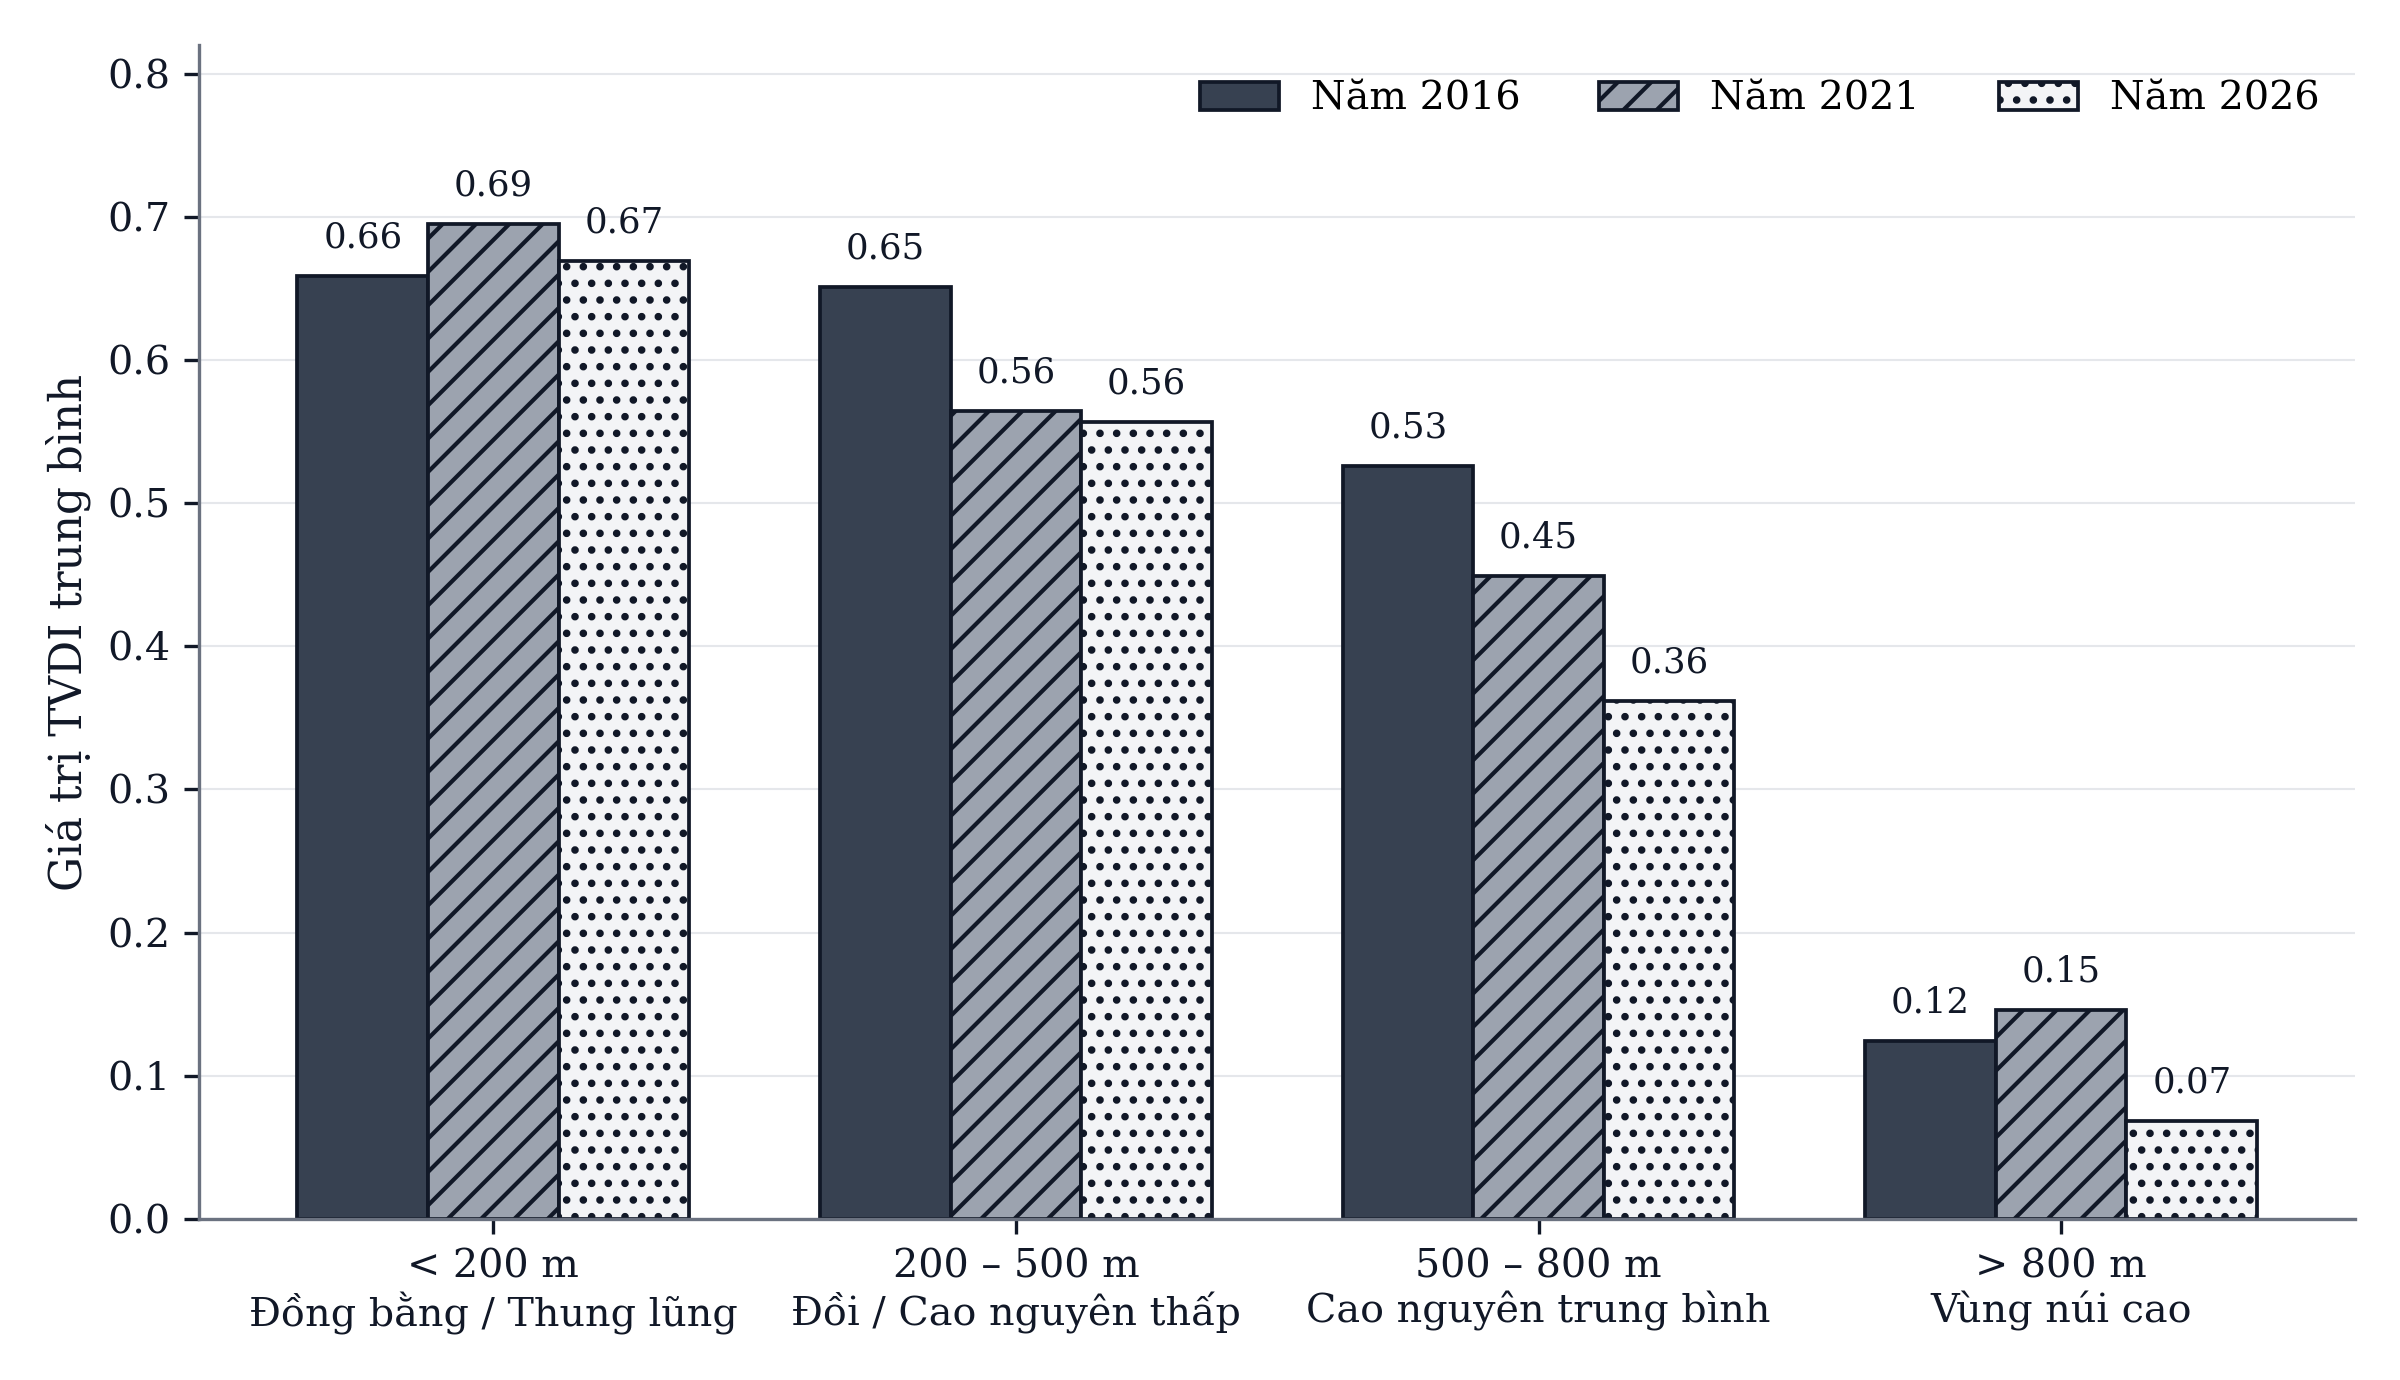 Năm 2016 Năm 2021 Năm 2026
Giá trị TVDI trung bình
0.8
0.7
0.6
0.5
0.4
0.3
0.2
0.1
0.0
0.66
0.69
0.67
0.65
0.56
0.56
0.53
0.45
0.36
0.12
0.15
0.07
< 200 m
Đồng bằng / Thung lũng
200 – 500 m
Đồi / Cao nguyên thấp
500 – 800 m
Cao nguyên trung bình
> 800 m
Vùng núi cao